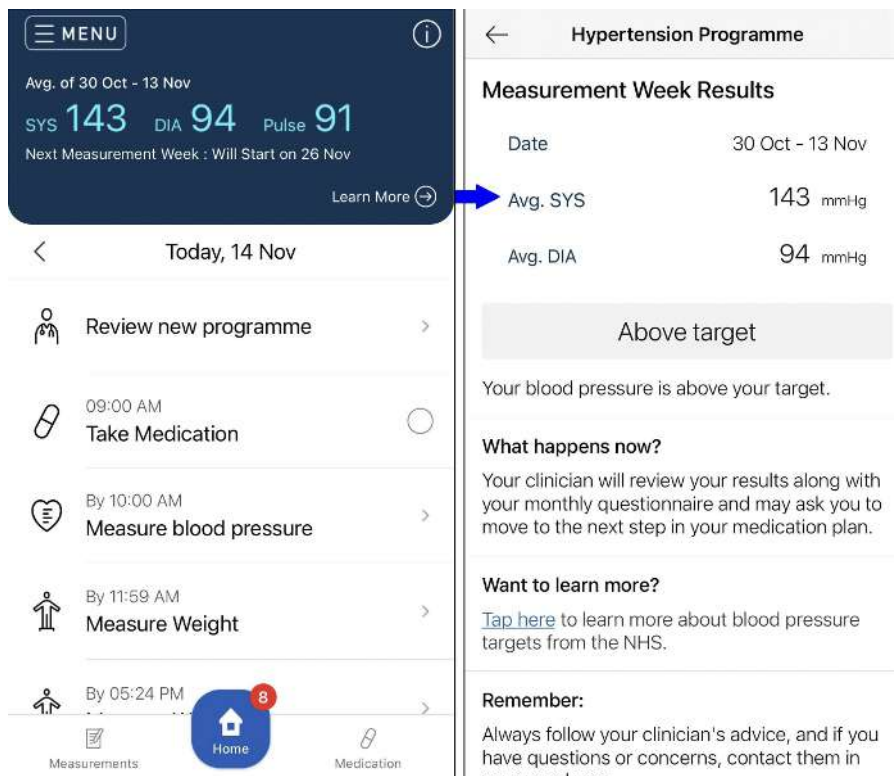 MENU
Avg. of 30 Oct - 13 Nov
SYS 143 DIA 94 Pulse 91
Next Measurement Week : Will Start on 26 Nov
Learn More
Today, 14 Nov
Review new programme
09:00 AM
Take Medication
By 10:00 AM
Measure blood pressure
By 11:59 AM
Measure Weight
By 05:24 PM
8
Measurements
Home
Medication
Hypertension Programme
Measurement Week Results
Date 30 Oct - 13 Nov
Avg. SYS 143 mmHg
Avg. DIA 94 mmHg
Above target
Your blood pressure is above your target.
What happens now?
Your clinician will review your results along with
your monthly questionnaire and may ask you to
move to the next step in your medication plan.
Want to learn more?
Tap here to learn more about blood pressure
targets from the NHS.
Remember:
Always follow your clinician's advice, and if you
have questions or concerns, contact them in